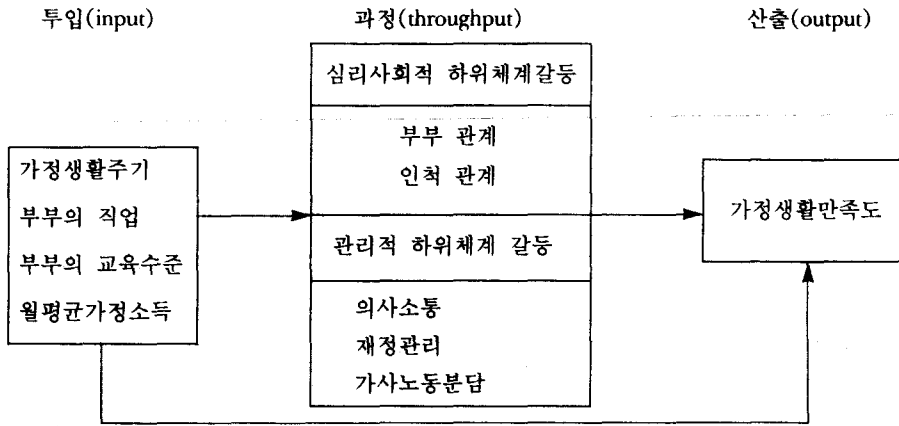 투입(input)
과정(throughput)
산출(output)
심리사회적 하위체계갈등
부부 관계
인척 관계
관리적 하위체계 갈등
의사소통
재정관리
가사노동분담
가정생활주기
부부의 직업
부부의 교육수준
월평균가정소득
가정생활만족도